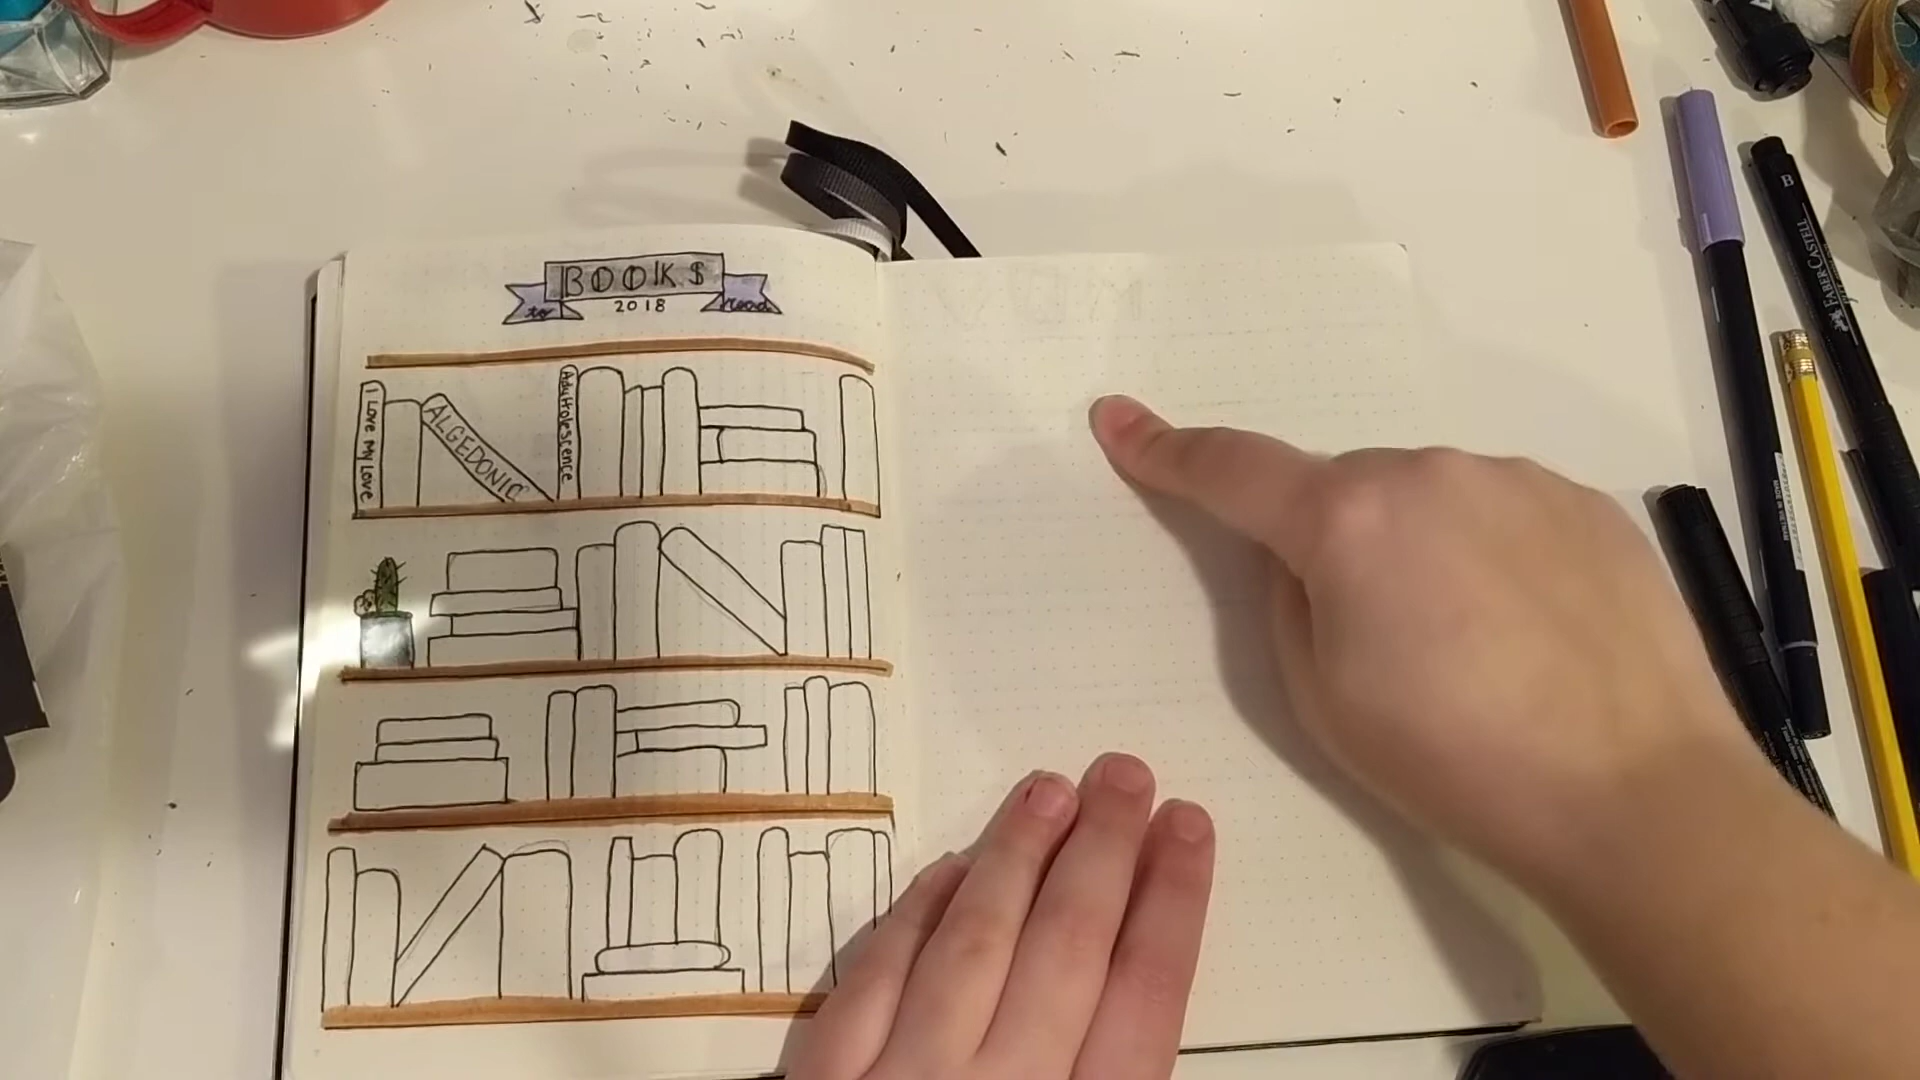 BOOKS
to read
2018
I Love My Love
ALGEDONIC
Adultolescence
B
FABER CASTELL